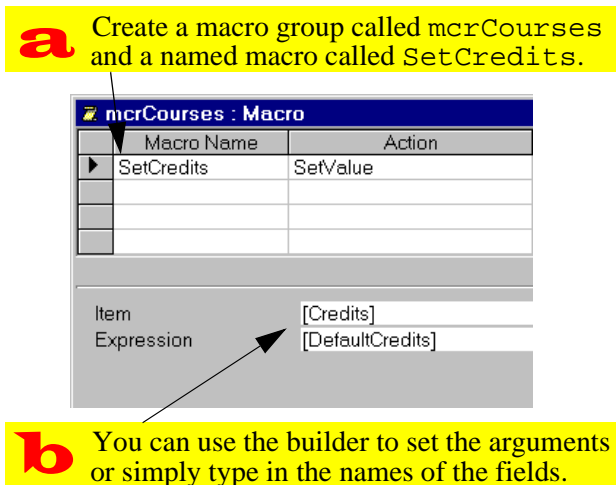 a Create a macro group called mcrCourses
and a named macro called SetCredits.
mcrCourses : Macro
Macro Name Action
SetCredits SetValue
Item [Credits]
Expression [DefaultCredits]
b You can use the builder to set the arguments
or simply type in the names of the fields.